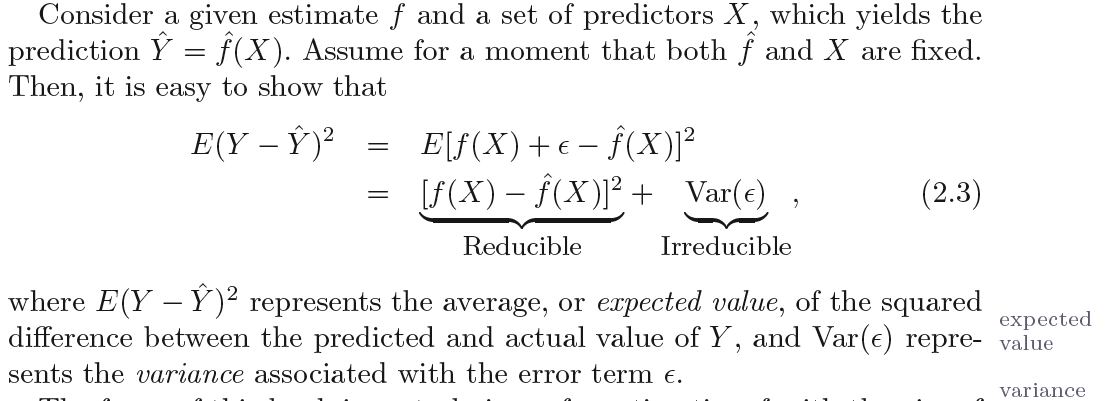 Consider a given estimate f̂ and a set of predictors X, which yields the
prediction Ŷ = f̂(X). Assume for a moment that both f̂ and X are fixed.
Then, it is easy to show that
E(Y − Ŷ)² = E[f(X) + ϵ − f̂(X)]²
= [f(X) − f̂(X)]² + Var(ϵ) , (2.3)
Reducible Irreducible
where E(Y − Ŷ)² represents the average, or expected value, of the squared
difference between the predicted and actual value of Y, and Var(ϵ) repre-
sents the variance associated with the error term ϵ.
expected
value
variance